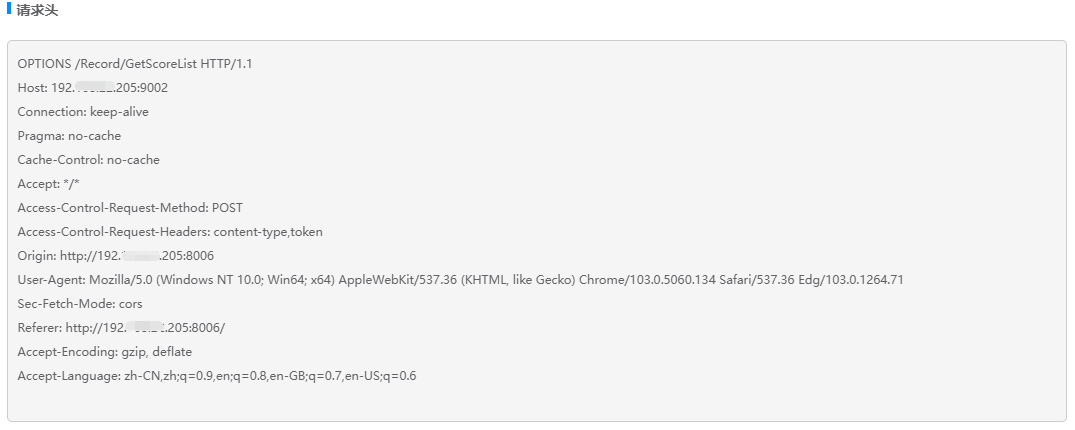 请求头
OPTIONS /Record/GetScoreList HTTP/1.1
Host: 192. .205:9002
Connection: keep-alive
Pragma: no-cache
Cache-Control: no-cache
Accept: */*
Access-Control-Request-Method: POST
Access-Control-Request-Headers: content-type,token
Origin: http://192. .205:8006
User-Agent: Mozilla/5.0 (Windows NT 10.0; Win64; x64) AppleWebKit/537.36 (KHTML, like Gecko) Chrome/103.0.5060.134 Safari/537.36 Edg/103.0.1264.71
Sec-Fetch-Mode: cors
Referer: http://192. .205:8006/
Accept-Encoding: gzip, deflate
Accept-Language: zh-CN,zh;q=0.9,en;q=0.8,en-GB;q=0.7,en-US;q=0.6